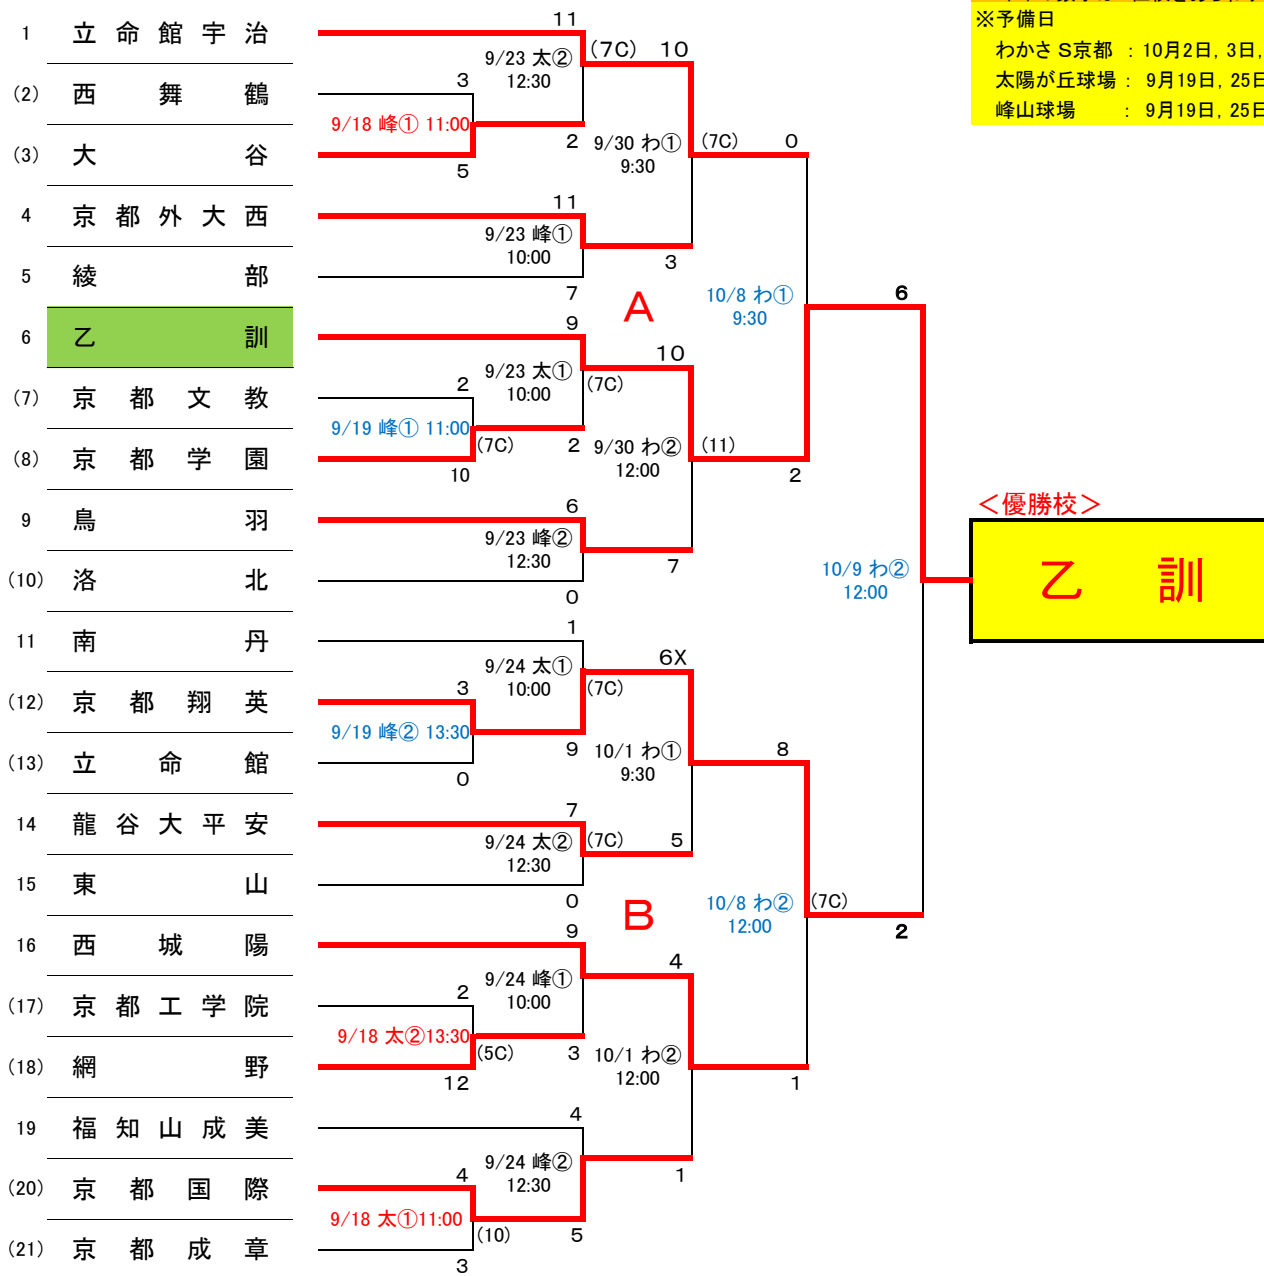 ※予備日
わかさS京都 : 10月2日, 3日,
太陽が丘球場 : 9月19日, 25日
峰山球場 : 9月19日, 25日
1 立命館宇治
(2) 西舞鶴
(3) 大谷
4 京都外大西
5 綾部
6 乙訓
(7) 京都文教
(8) 京都学園
9 鳥羽
(10) 洛北
11 南丹
(12) 京都翔英
(13) 立命館
14 龍谷大平安
15 東山
16 西城陽
(17) 京都工学院
(18) 網野
19 福知山成美
(20) 京都国際
(21) 京都成章
3
9/18 峰① 11:00
5
2
9/19 峰① 11:00
(7C)
10
3
9/19 峰② 13:30
0
2
9/18 太②13:30
(5C)
12
4
9/18 太①11:00
(10)
3
11
9/23 太②
12:30
(7C)
2
11
9/23 峰①
10:00
7
9
9/23 太①
10:00
(7C)
2
6
9/23 峰②
12:30
0
1
9/24 太①
10:00
(7C)
9
7
9/24 太②
12:30
(7C)
0
9
9/24 峰①
10:00
3
4
9/24 峰②
12:30
5
10
9/30 わ①
9:30
(7C)
3
A
10
9/30 わ②
12:00
(11)
7
6X
10/1 わ①
9:30
5
B
4
10/1 わ②
12:00
1
0
10/8 わ①
9:30
2
8
10/8 わ②
12:00
(7C)
1
6
10/9 わ②
12:00
2
＜優勝校＞
乙訓